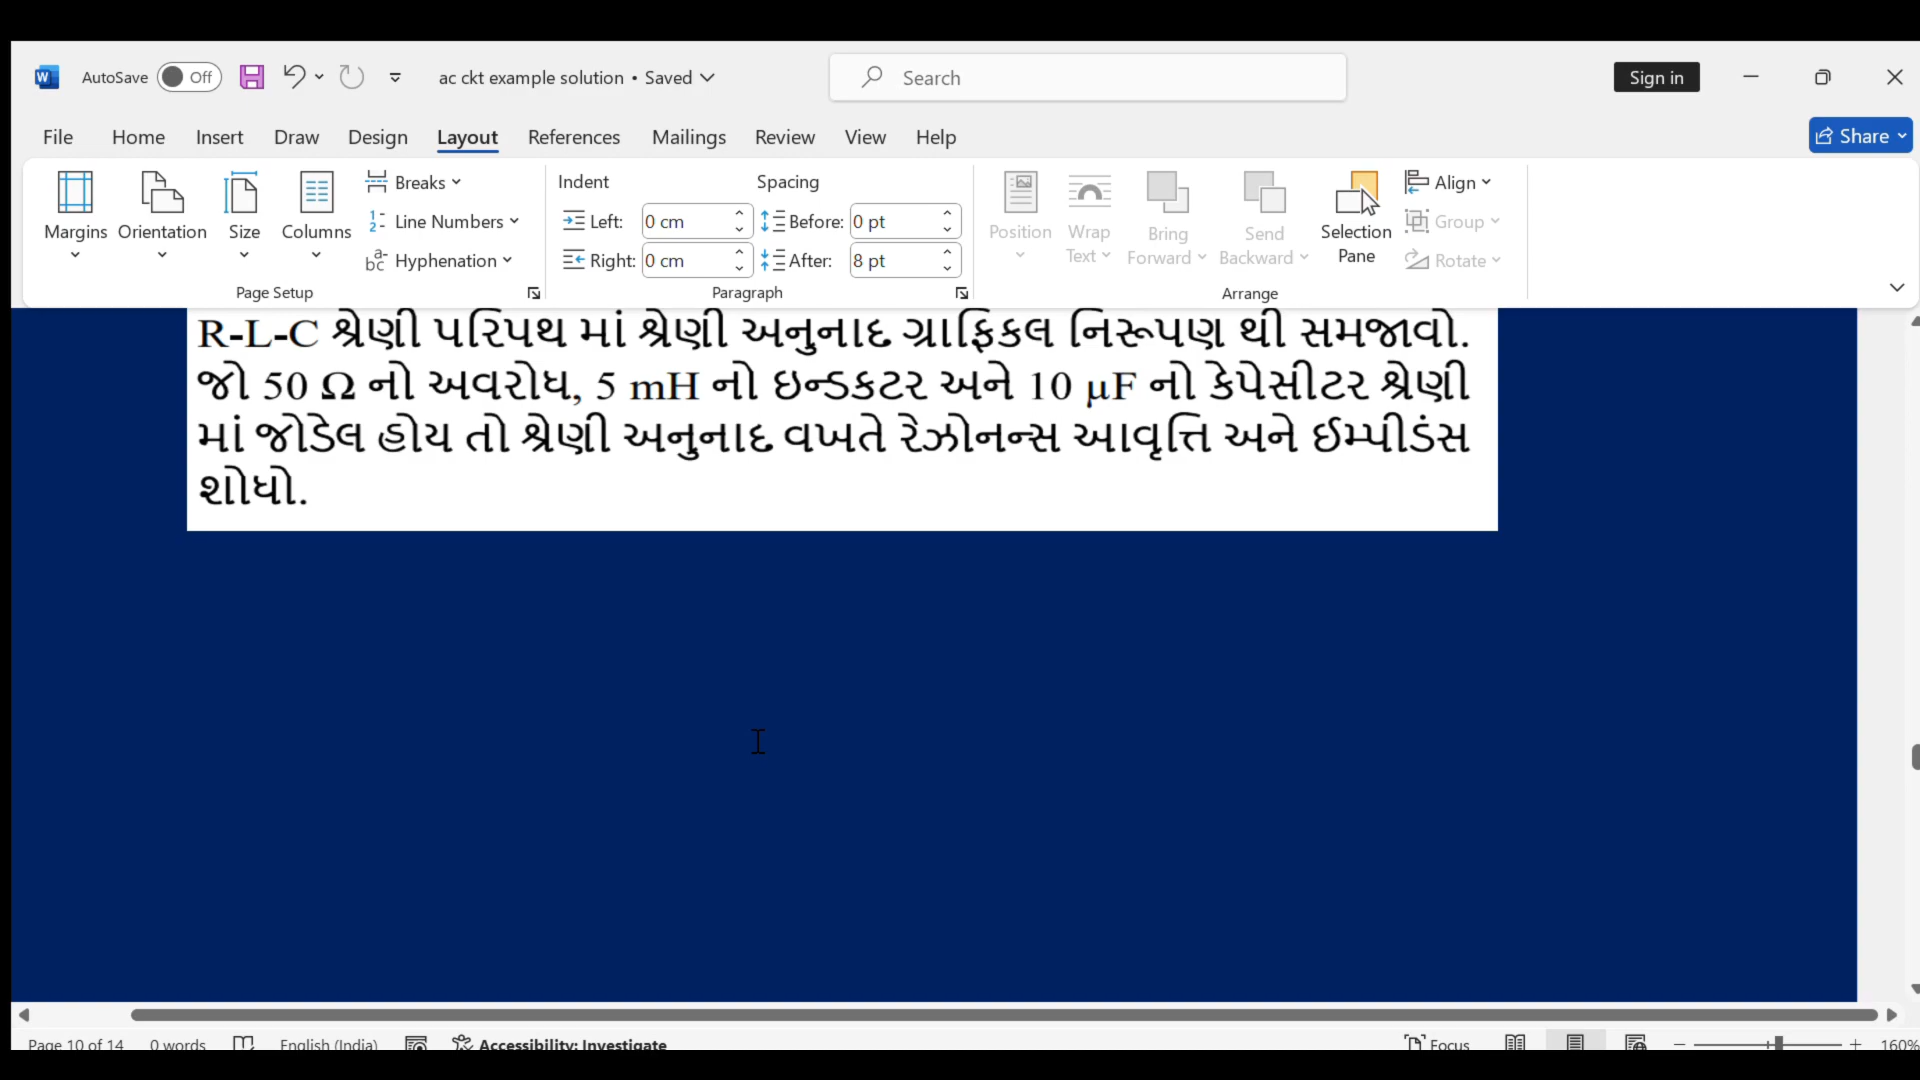 AutoSave Off ac ckt example solution • Saved Search Sign in
File Home Insert Draw Design Layout References Mailings Review View Help Share
Margins Orientation Size Columns Breaks Line Numbers Hyphenation
Page Setup
Indent Spacing
Left: 0 cm Before: 0 pt
Right: 0 cm After: 8 pt
Paragraph
Position Wrap Text Bring Forward Send Backward Selection Pane Align Group Rotate
Arrange
R-L-C શ્રેણી પરિપથ માં શ્રેણી અનુનાદ ગ્રાફિકલ નિરૂપણ થી સમજાવો.
જો 50 Ω નો અવરોધ, 5 mH નો ઇન્ડકટર અને 10 µF નો કેપેસીટર શ્રેણી
માં જોડેલ હોય તો શ્રેણી અનુનાદ વખતે રેઝોનન્સ આવૃત્તિ અને ઈમ્પીડંસ
શોધો.
Page 10 of 14 0 words English (India) Accessibility: Investigate Focus 160%